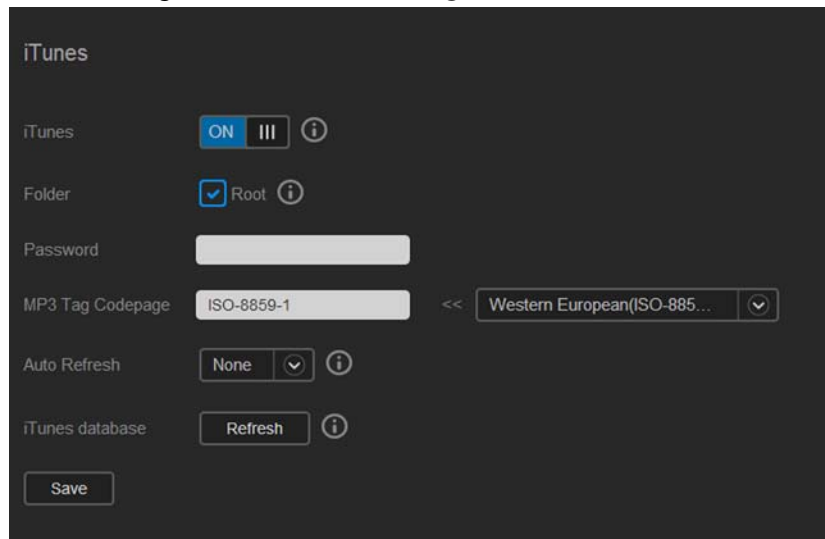 iTunes
iTunes ON
Folder Root
Password
MP3 Tag Codepage ISO-8859-1 << Western European(ISO-885...
Auto Refresh None
iTunes database Refresh
Save